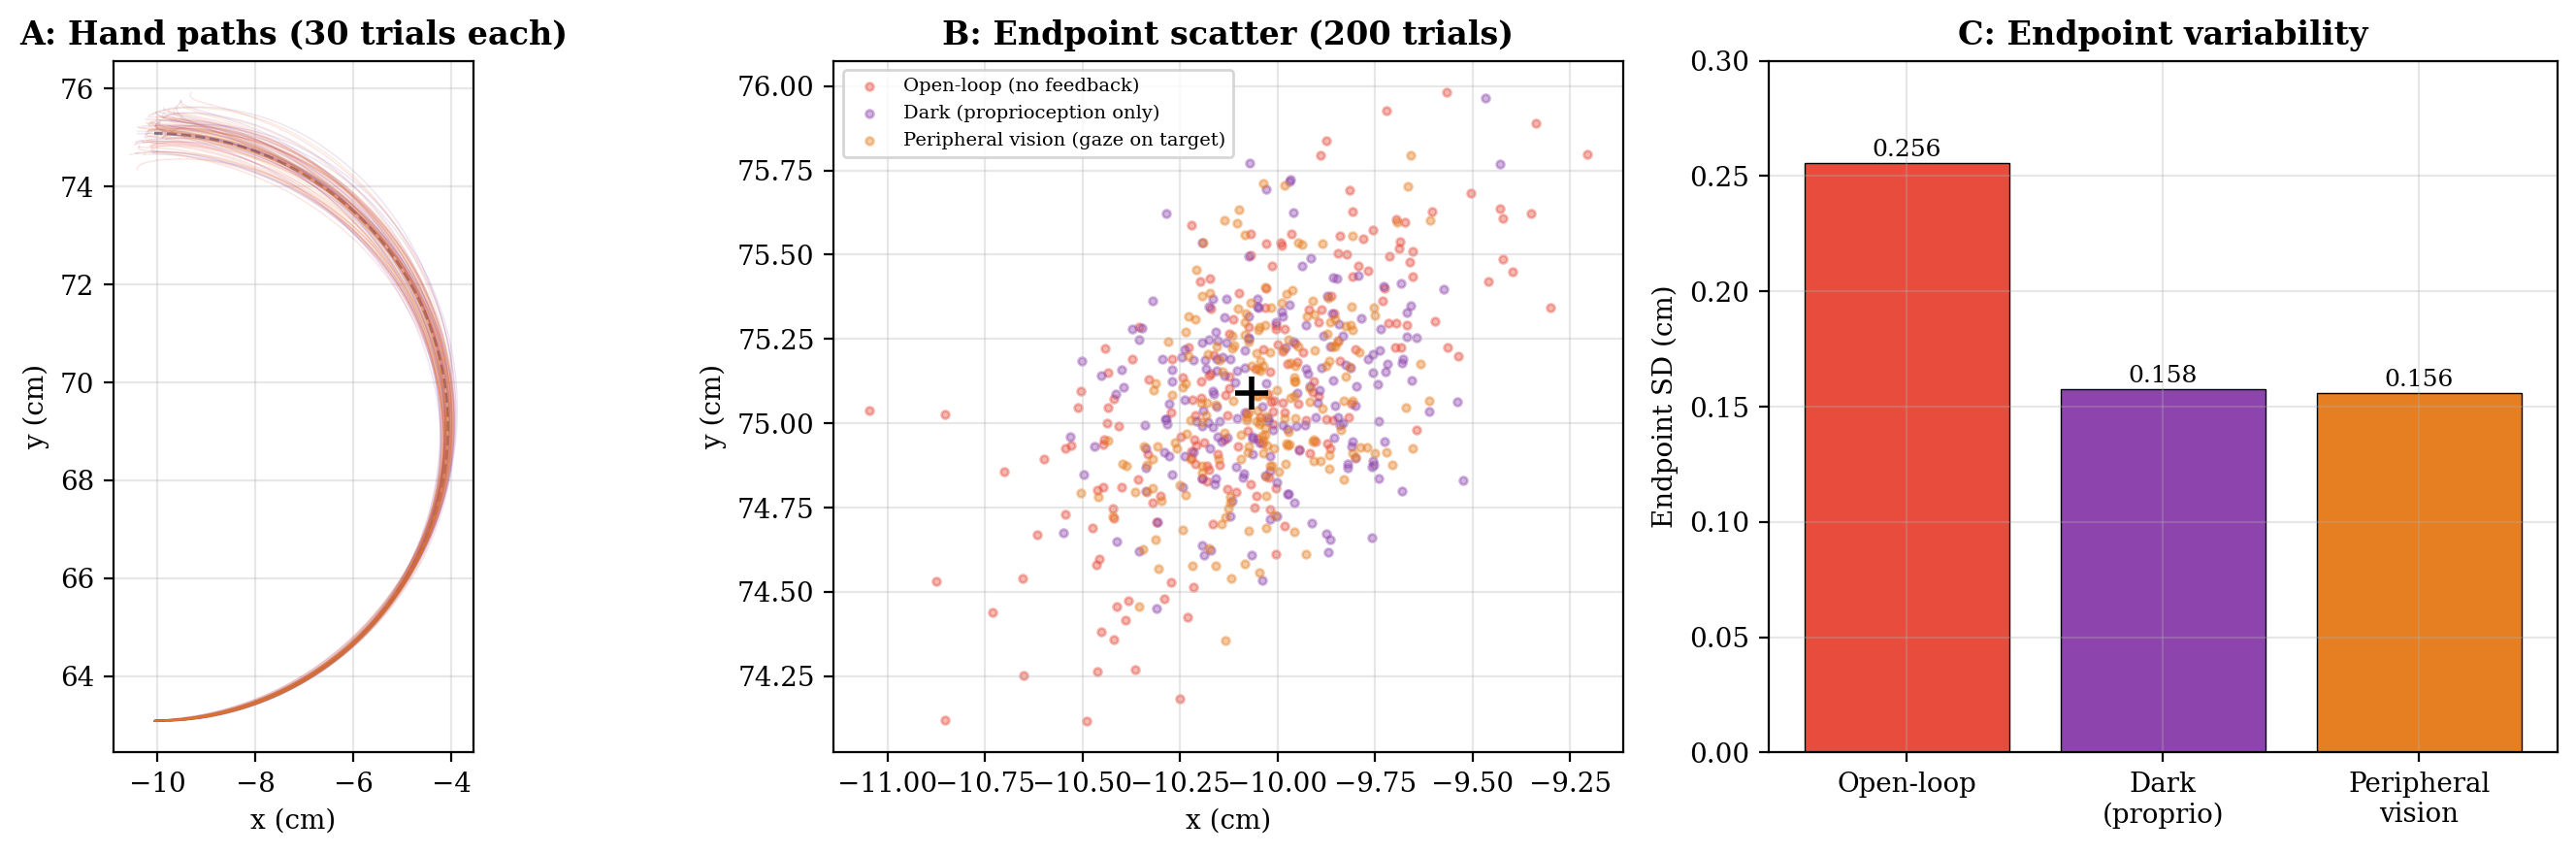 A: Hand paths (30 trials each)
76
74
72
70
68
66
64
y (cm)
−10
−8
−6
−4
x (cm)
B: Endpoint scatter (200 trials)
Open-loop (no feedback)
Dark (proprioception only)
Peripheral vision (gaze on target)
76.00
75.75
75.50
75.25
75.00
74.75
74.50
74.25
y (cm)
−11.00
−10.75
−10.50
−10.25
−10.00
−9.75
−9.50
−9.25
x (cm)
C: Endpoint variability
0.30
0.25
0.20
0.15
0.10
0.05
0.00
Endpoint SD (cm)
0.256
0.158
0.156
Open-loop
Dark
(proprio)
Peripheral
vision